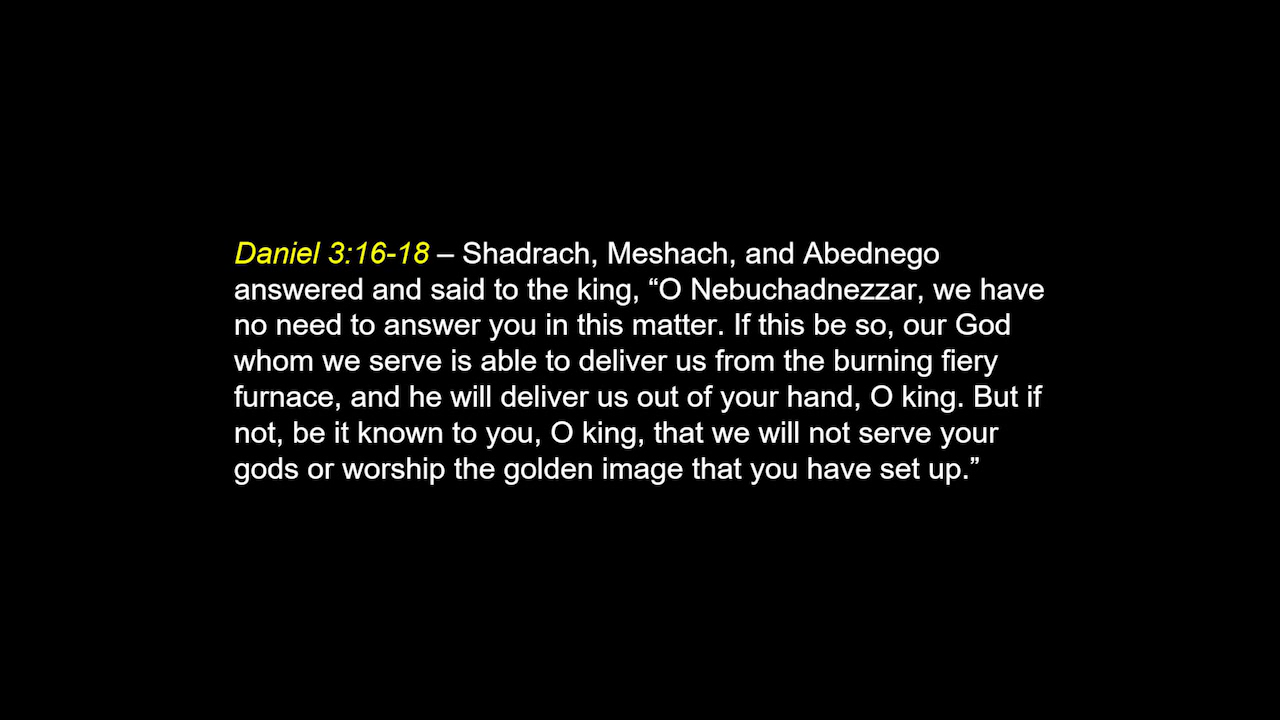 Daniel 3:16-18 – Shadrach, Meshach, and Abednego
answered and said to the king, “O Nebuchadnezzar, we have
no need to answer you in this matter. If this be so, our God
whom we serve is able to deliver us from the burning fiery
furnace, and he will deliver us out of your hand, O king. But if
not, be it known to you, O king, that we will not serve your
gods or worship the golden image that you have set up.”